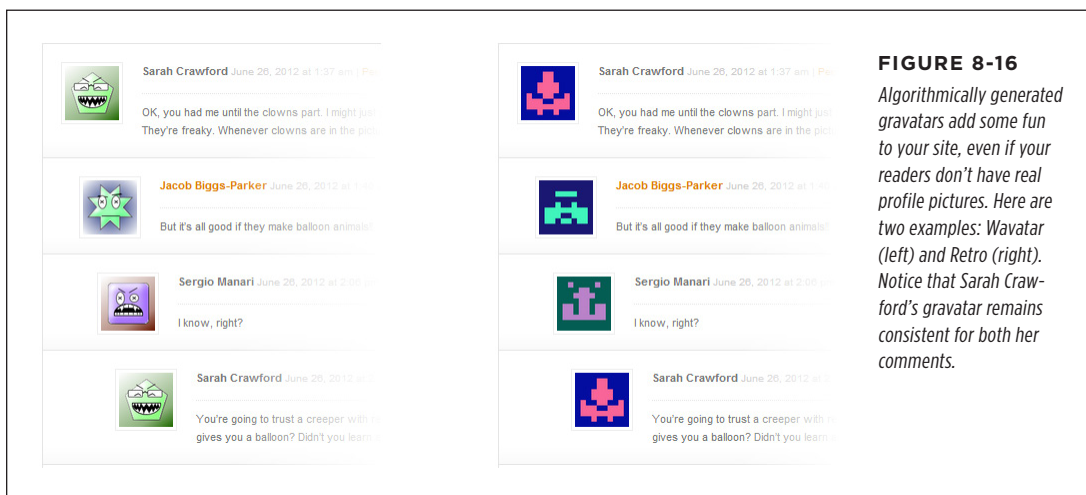 Sarah Crawford June 26, 2012 at 1:37 am |
OK, you had me until the clowns part. I might just
They're freaky. Whenever clowns are in the
Jacob Biggs-Parker June 26, 2012 at
But it's all good if they make balloon animals
Sergio Manari June 26, 2012 at 2:06
I know, right?
Sarah Crawford June 26, 2012 at
You're going to trust a creeper with
gives you a balloon? Didn't you learn
Sarah Crawford June 26, 2012 at 1:37 am |
OK, you had me until the clowns part. I might just
They're freaky. Whenever clowns are in the
Jacob Biggs-Parker June 26, 2012 at
But it's all good if they make balloon animals
Sergio Manari June 26, 2012 at 2:06
I know, right?
Sarah Crawford June 26, 2012 at
You're going to trust a creeper with
gives you a balloon? Didn't you learn
FIGURE 8-16
Algorithmically generated
gravatars add some fun
to your site, even if your
readers don't have real
profile pictures. Here are
two examples: Wavatar
(left) and Retro (right).
Notice that Sarah Craw-
ford's gravatar remains
consistent for both her
comments.